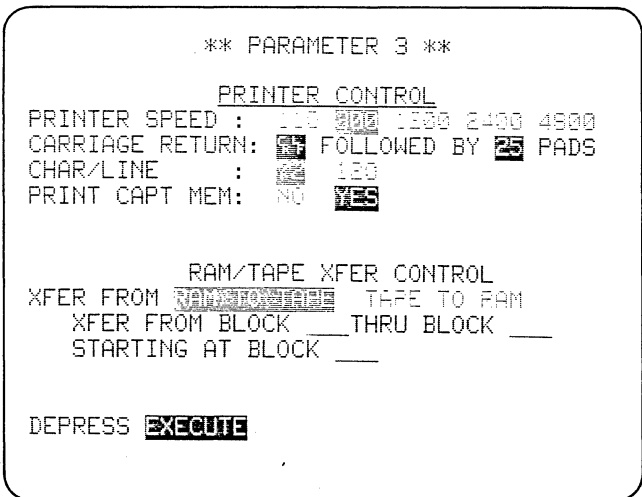 ** PARAMETER 3 **
PRINTER CONTROL
PRINTER SPEED : 110 300 1200 2400 4800
CARRIAGE RETURN: FOLLOWED BY 25 PADS
CHAR/LINE : 132
PRINT CAPT MEM: NO YES
RAM/TAPE XFER CONTROL
XFER FROM RAM TO TAPE TAPE TO RAM
XFER FROM BLOCK ___THRU BLOCK ___
STARTING AT BLOCK ___
DEPRESS EXECUTE